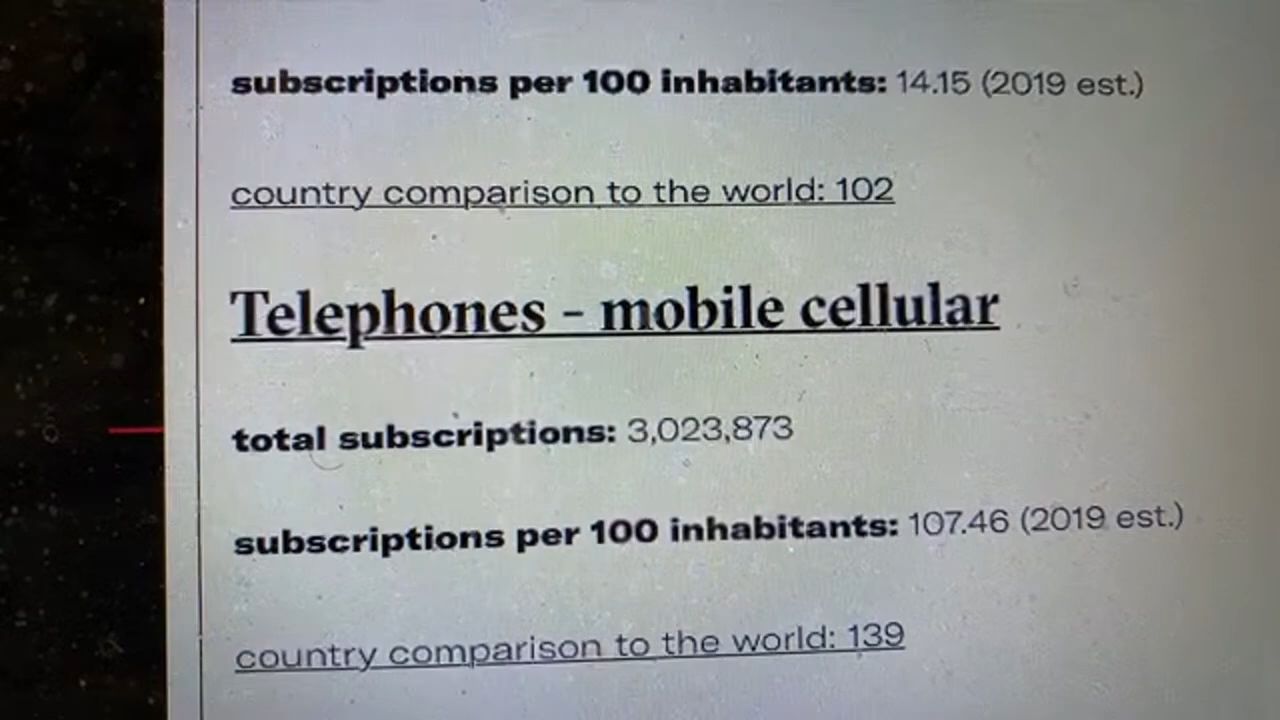 subscriptions per 100 inhabitants: 14.15 (2019 est.)
country comparison to the world: 102
Telephones - mobile cellular
total subscriptions: 3,023,873
subscriptions per 100 inhabitants: 107.46 (2019 est.)
country comparison to the world: 139